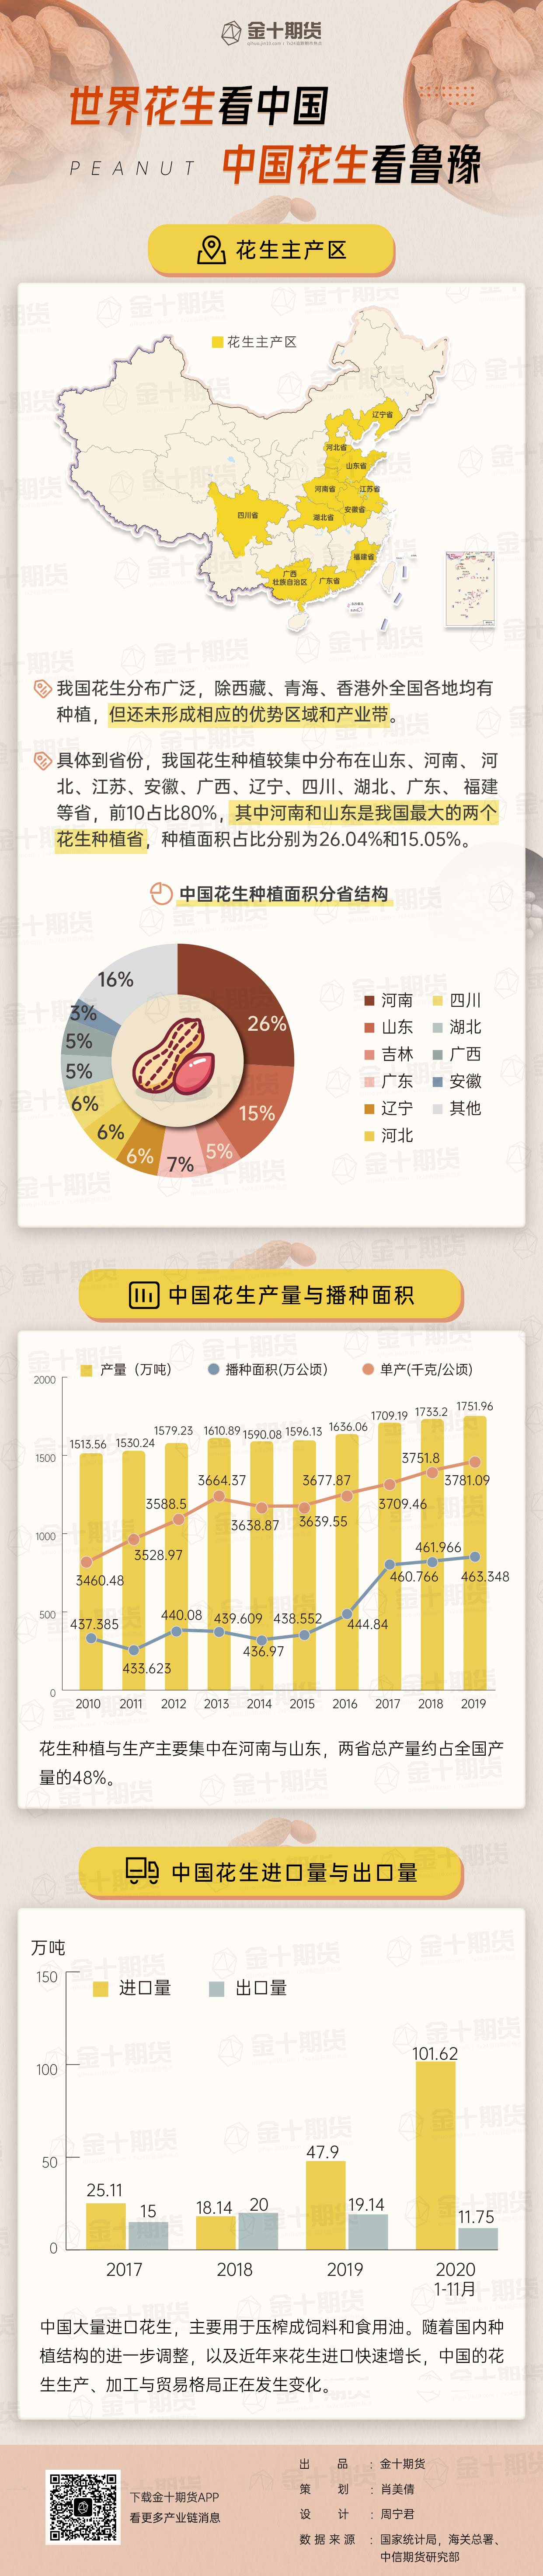 金十期货
世界花生看中国
PEANUT
中国花生看鲁豫
花生主产区
花生主产区
辽宁省
河北省
山东省
河南省
江苏省
安徽省
湖北省
四川省
福建省
广西
壮族自治区
广东省
我国花生分布广泛，除西藏、青海、香港外全国各地均有
种植，但还未形成相应的优势区域和产业带。
具体到省份，我国花生种植较集中分布在山东、河南、 河
北、江苏、安徽、广西、辽宁、四川、湖北、广东、 福建
等省，前10占比80%，其中河南和山东是我国最大的两个
花生种植省，种植面积占比分别为26.04%和15.05%。
中国花生种植面积分省结构
16%
26%
3%
5%
5%
6%
6%
6%
7%
5%
15%
河南 四川
山东 湖北
吉林 广西
广东 安徽
辽宁 其他
河北
中国花生产量与播种面积
产量（万吨） 播种面积(万公顷) 单产(千克/公顷)
2000
1500
1000
500
0
1513.56 1530.24 1579.23 1610.89 1590.08 1596.13 1636.06 1709.19 1733.2 1751.96
3460.48 3528.97 3588.5 3664.37 3638.87 3639.55 3677.87 3709.46 3751.8 3781.09
437.385 433.623 440.08 439.609 436.97 438.552 444.84 460.766 461.966 463.348
2010 2011 2012 2013 2014 2015 2016 2017 2018 2019
花生种植与生产主要集中在河南与山东，两省总产量约占全国产
量的48%。
中国花生进口量与出口量
万吨
进口量 出口量
150
100
50
0
25.11 15 18.14 20 47.9 19.14 101.62 11.75
2017 2018 2019 2020
1-11月
中国大量进口花生，主要用于压榨成饲料和食用油。随着国内种
植结构的进一步调整，以及近年来花生进口快速增长，中国的花
生生产、加工与贸易格局正在发生变化。
下载金十期货APP
看更多产业链消息
出品：金十期货
策划：肖美倩
设计：周宁君
数据来源：国家统计局，海关总署、
中信期货研究部